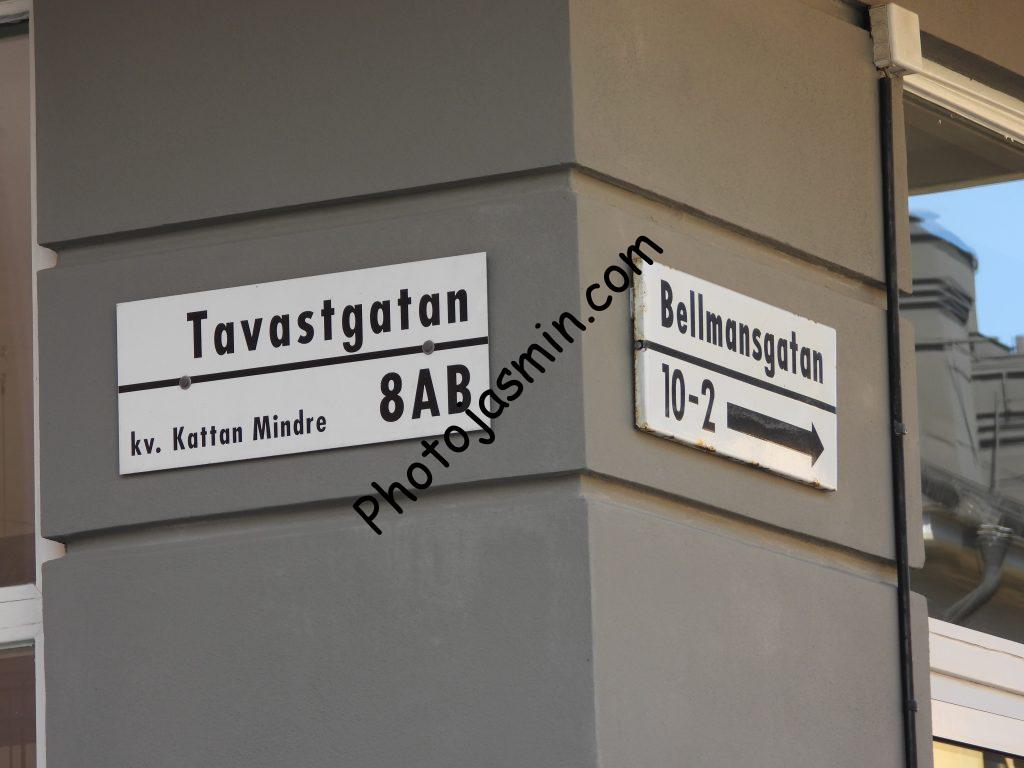 Tavastgatan
8AB
kv. Kattan Mindre
Bellmansgatan
10-2
PhotoJasmin.com